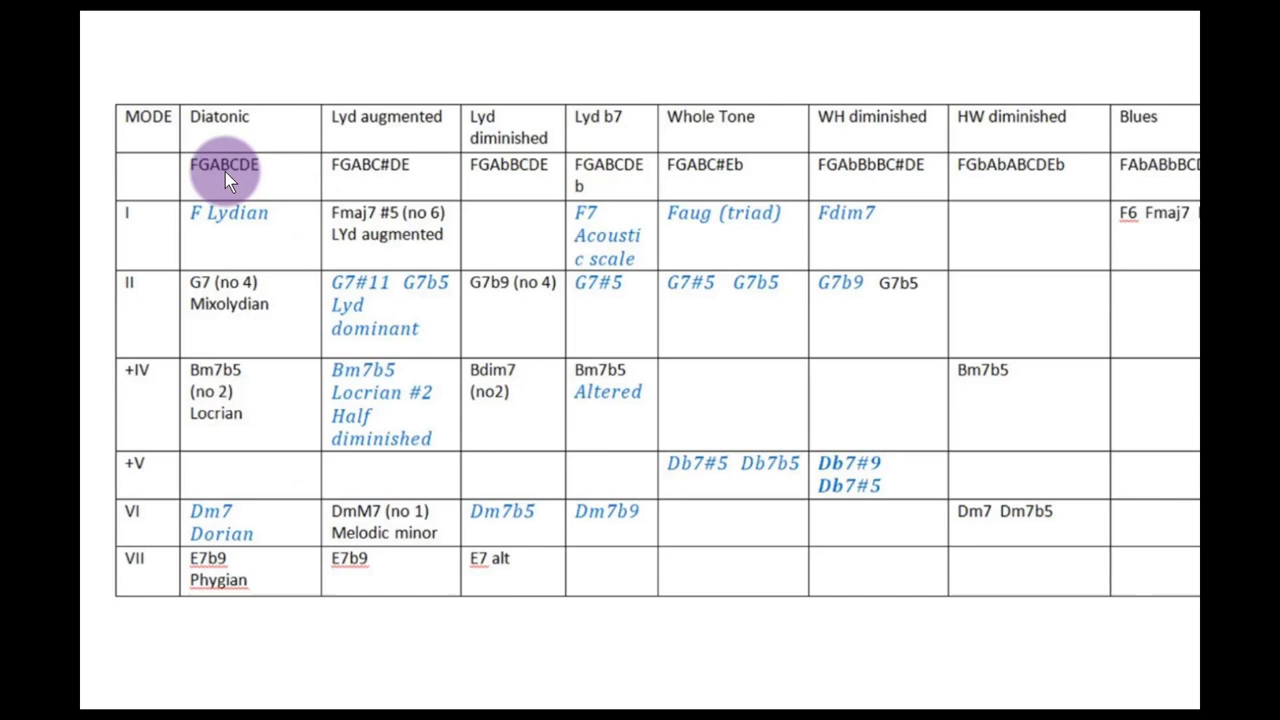 MODE Diatonic Lyd augmented Lyd Lyd b7 Whole Tone WH diminished HW diminished Blues
diminished
FGABCDE FGABC#DE FGAbBCDE FGABCDE FGABC#Eb FGAbBbBC#DE FGbAbABCDEb FAbABbBCD
b
I F Lydian Fmaj7 #5 (no 6) F7 Faug (triad) Fdim7 F6 Fmaj7
LYd augmented Acousti
c scale
II G7 (no 4) G7#11 G7b5 G7b9 (no 4) G7#5 G7#5 G7b5 G7b9 G7b5
Mixolydian Lyd
dominant
+IV Bm7b5 Bm7b5 Bdim7 Bm7b5 Bm7b5
(no 2) Locrian #2 (no2) Altered
Locrian Half
diminished
+V Db7#5 Db7b5 Db7#9
Db7#5
VI Dm7 DmM7 (no 1) Dm7b5 Dm7b9 Dm7 Dm7b5
Dorian Melodic minor
VII E7b9 E7b9 E7 alt
Phygian